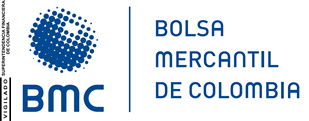 VIGILADO
SUPERINTENDENCIA FINANCIERA
DE COLOMBIA
BMC
BOLSA
MERCANTIL
DE COLOMBIA